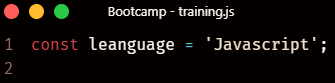 Bootcamp - training.js
1 const leanguage = 'Javascript';
2